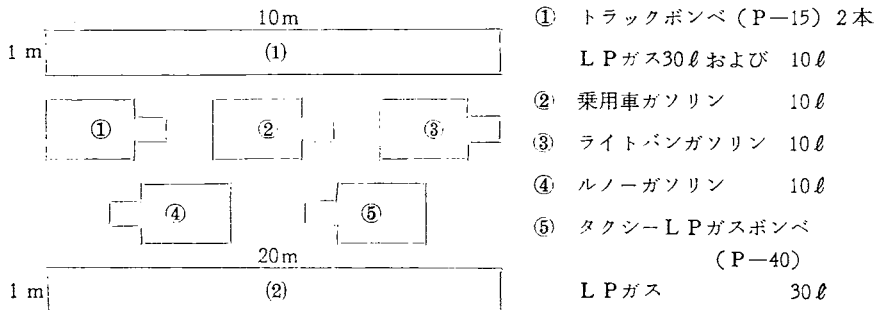 10m
1m
(1)
①
②
③
④
⑤
20m
1m
(2)
① トラックボンベ(P-15)2本
LPガス30ℓおよび 10ℓ
② 乗用車ガソリン 10ℓ
③ ライトバンガソリン 10ℓ
④ ルノーガソリン 10ℓ
⑤ タクシーLPガスボンベ
(P-40)
LPガス 30ℓ